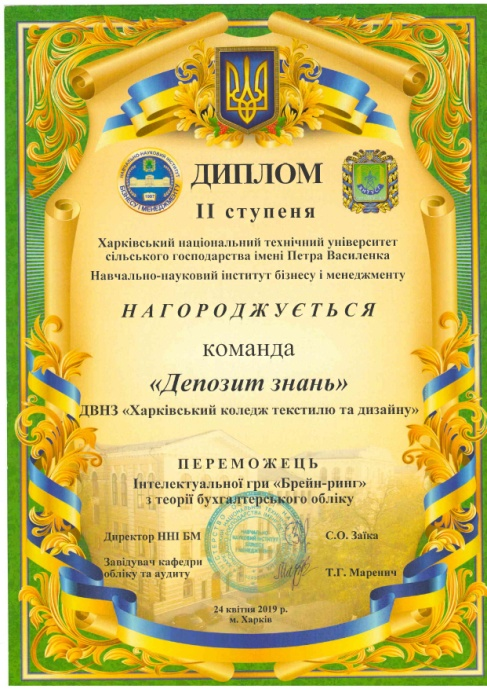 ДИПЛОМ
II ступеня
Харківський національний технічний університет
сільського господарства імені Петра Василенка
Навчально-науковий інститут бізнесу і менеджменту
НАГОРОДЖУЄТЬСЯ
команда
«Депозит знань»
ДВНЗ «Харківський коледж текстилю та дизайну»
ПЕРЕМОЖЕЦЬ
Інтелектуальної гри «Брейн-ринг»
з теорії бухгалтерського обліку
Директор ННІ БМ С.О. Заїка
Завідувач кафедри
обліку та аудиту Т.Г. Маренич
24 квітня 2019 р.
м. Харків